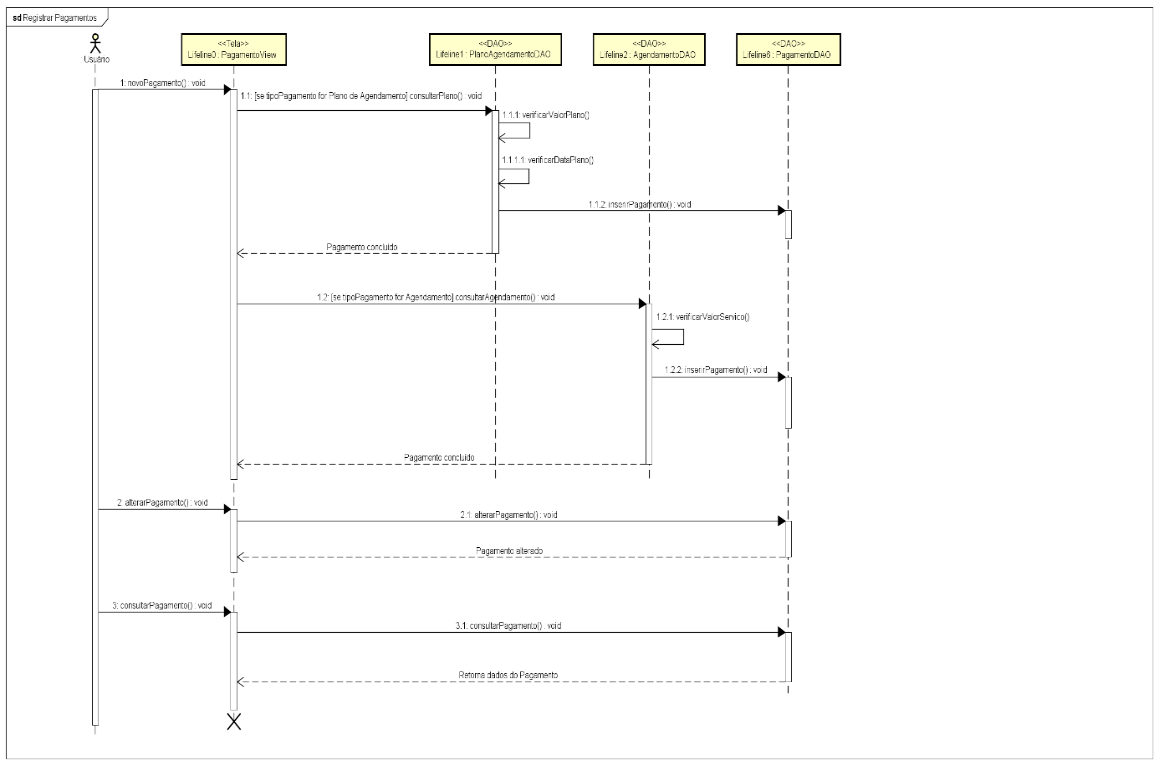 sd Registrar Pagamentos
Usuário
<<Tela>>
Lifeline0 : PagamentoView
<<DAO>>
Lifeline1 : PlanoAgendamentoDAO
<<DAO>>
Lifeline2 : AgendamentoDAO
<<DAO>>
Lifeline6 : PagamentoDAO
1: novoPagamento() : void
1.1: [se tipoPagamento for Plano de Agendamento] consultarPlano() : void
1.1.1: verificarValorPlano()
1.1.1.1: verificarDataPlano()
1.1.2: inserirPagamento() : void
Pagamento concluído
1.2: [se tipoPagamento for Agendamento] consultarAgendamento() : void
1.2.1: verificarValorServico()
1.2.2: inserirPagamento() : void
Pagamento concluído
2: alterarPagamento() : void
2.1: alterarPagamento() : void
Pagamento alterado
3: consultarPagamento() : void
3.1: consultarPagamento() : void
Retorna dados do Pagamento